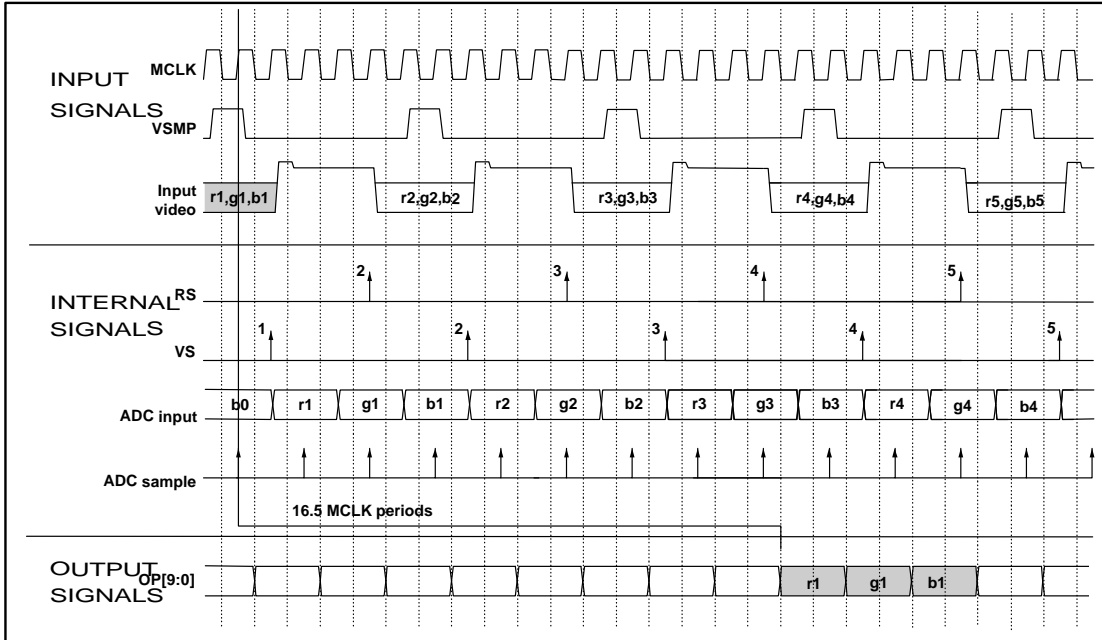 INPUT
SIGNALS
MCLK
VSMP
Input
video
r1,g1,b1
r2,g2,b2
r3,g3,b3
r4,g4,b4
r5,g5,b5
INTERNAL
SIGNALS
RS
2
3
4
5
VS
1
2
3
4
5
ADC input
b0
r1
g1
b1
r2
g2
b2
r3
g3
b3
r4
g4
b4
ADC sample
16.5 MCLK periods
OUTPUT
SIGNALS
OP[9:0]
r1
g1
b1